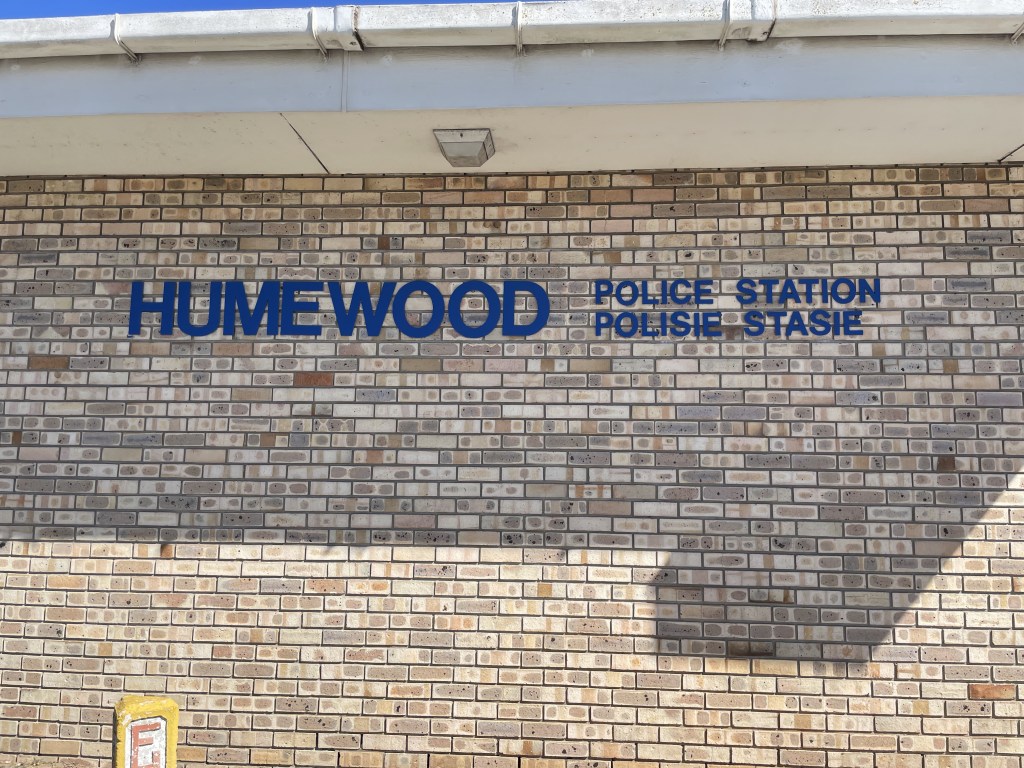 HUMEWOOD
POLICE STATION
POLISIE STASIE
F